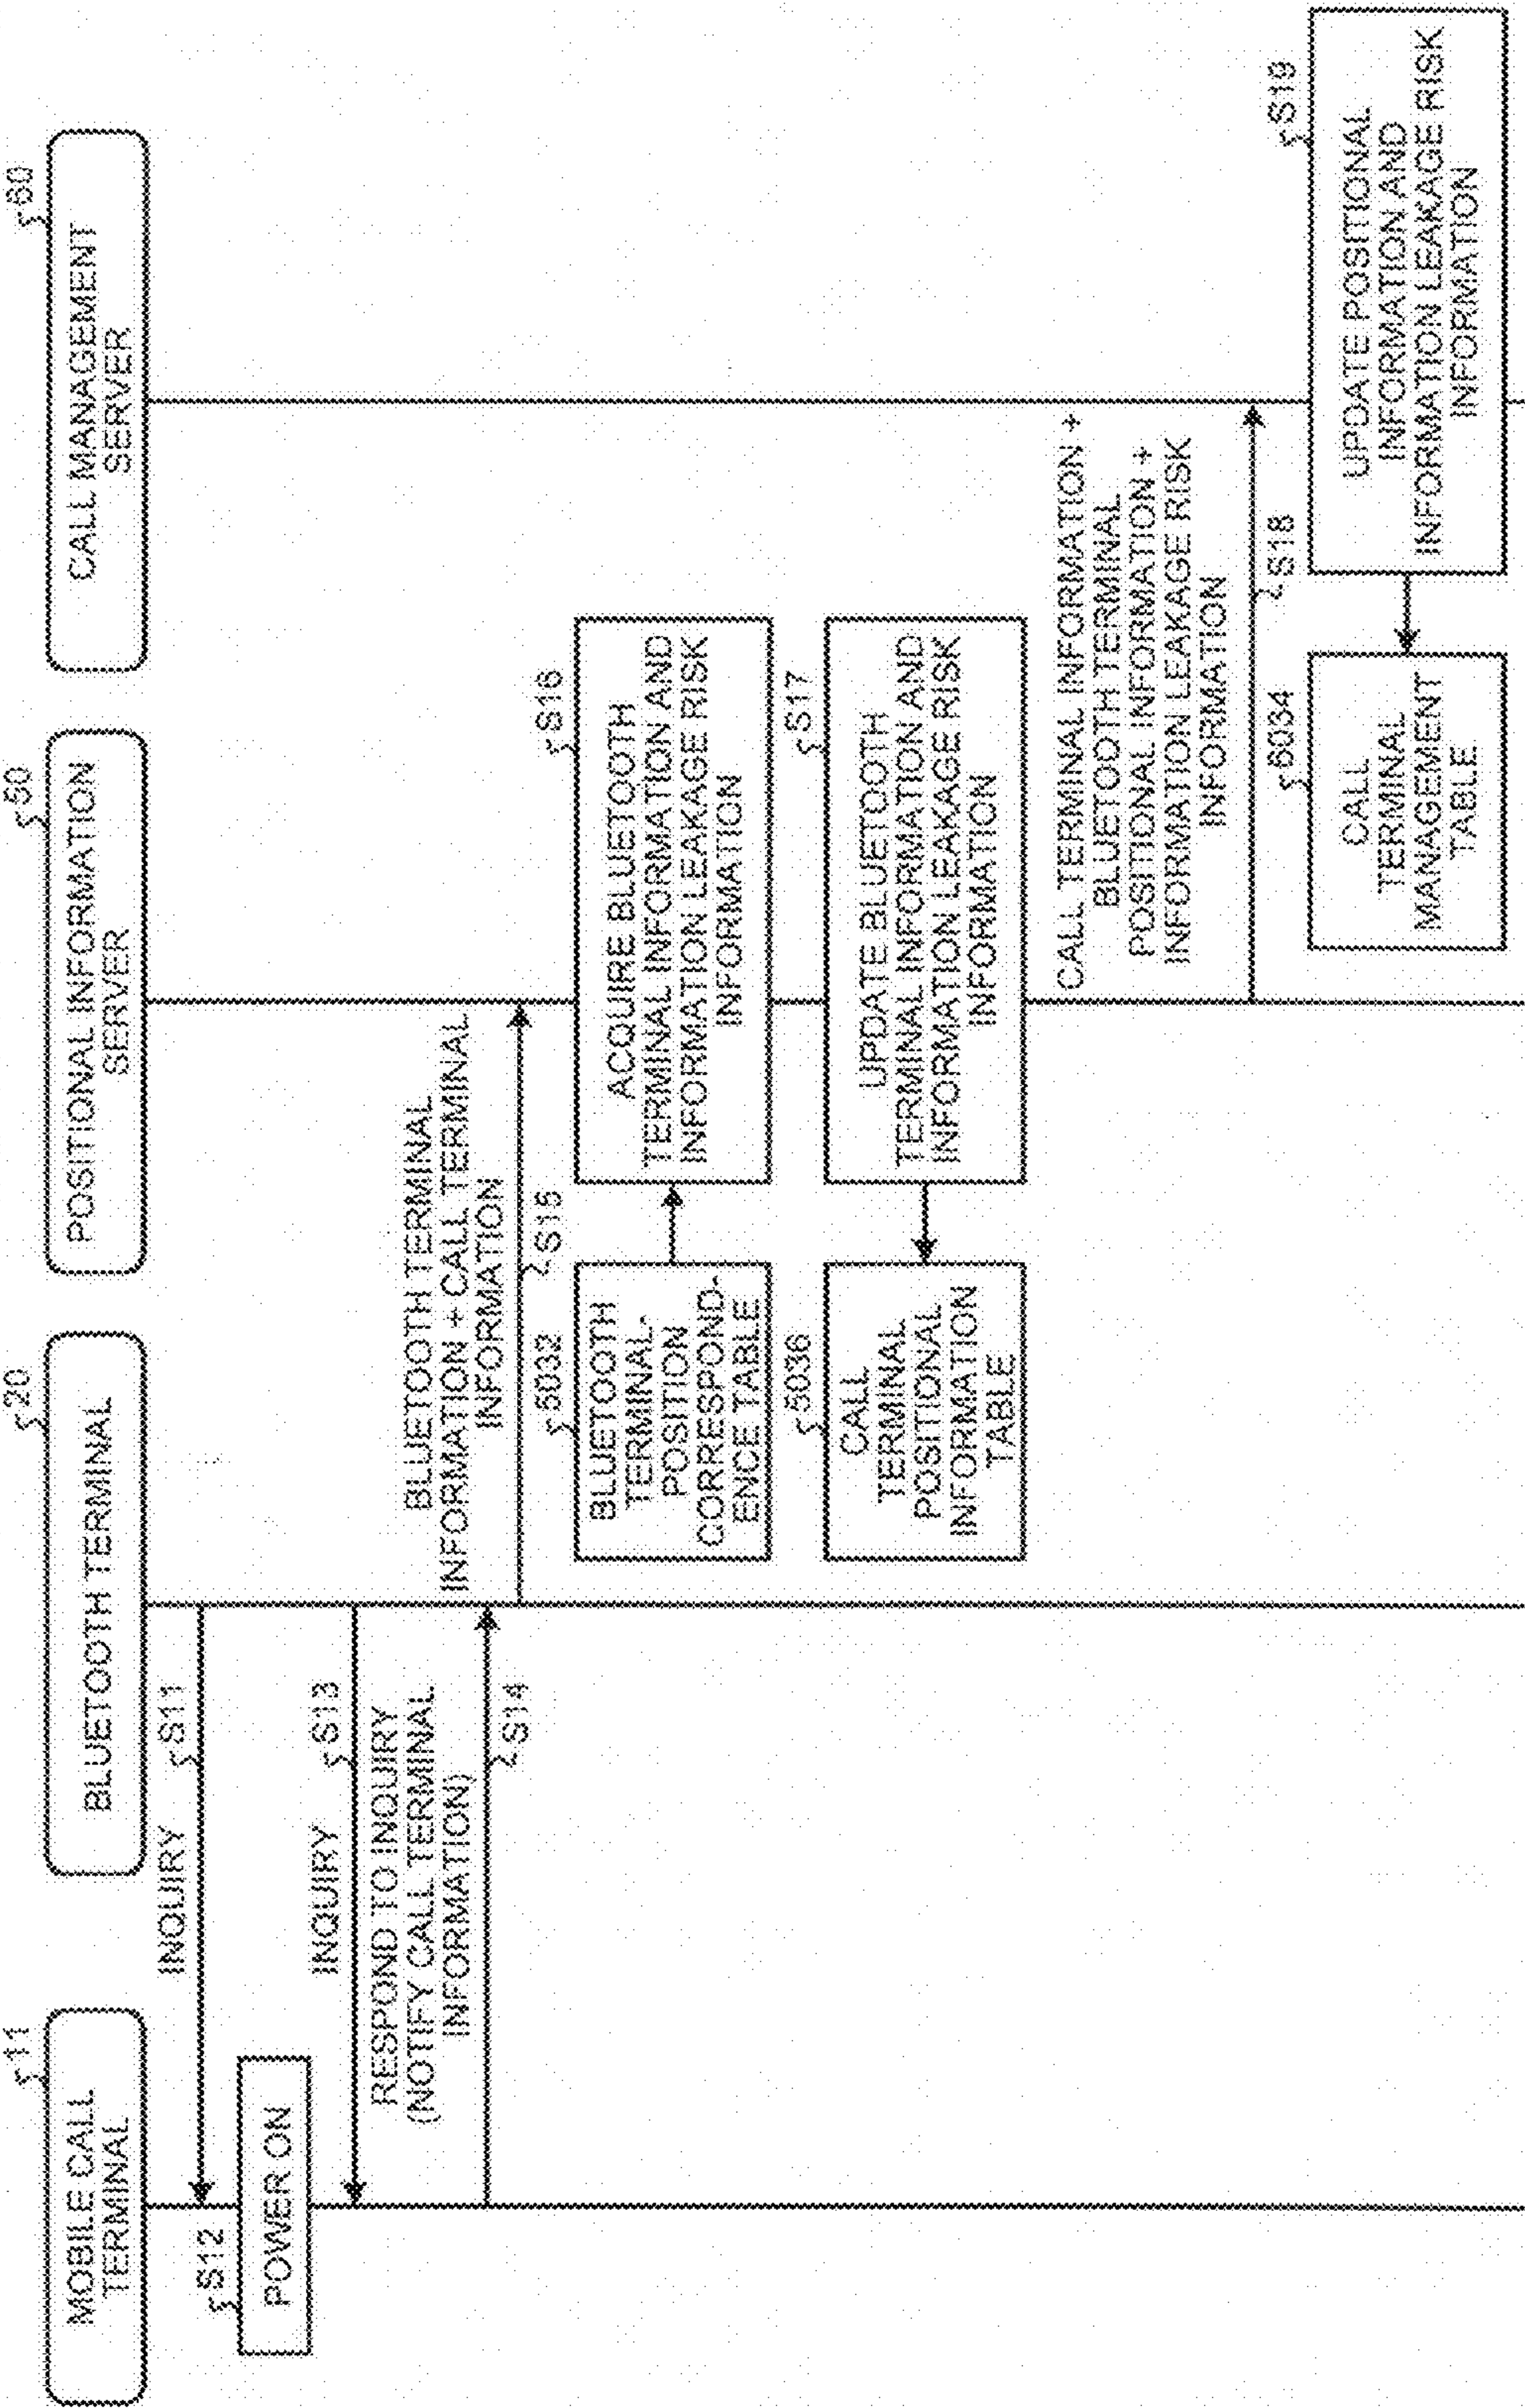 11
MOBILE CALL
TERMINAL
20
BLUETOOTH TERMINAL
50
POSITIONAL INFORMATION
SERVER
60
CALL MANAGEMENT
SERVER
INQUIRY
S11
S12
POWER ON
INQUIRY
S13
RESPOND TO INQUIRY
(NOTIFY CALL TERMINAL
INFORMATION)
S14
BLUETOOTH TERMINAL
INFORMATION + CALL TERMINAL
INFORMATION
S15
5032
BLUETOOTH
TERMINAL-
POSITION
CORRESPOND-
ENCE TABLE
S16
ACQUIRE BLUETOOTH
TERMINAL INFORMATION AND
INFORMATION LEAKAGE RISK
INFORMATION
5036
CALL
TERMINAL
POSITIONAL
INFORMATION
TABLE
S17
UPDATE BLUETOOTH
TERMINAL INFORMATION AND
INFORMATION LEAKAGE RISK
INFORMATION
CALL TERMINAL INFORMATION +
BLUETOOTH TERMINAL
POSITIONAL INFORMATION +
INFORMATION LEAKAGE RISK
INFORMATION
S18
6034
CALL
TERMINAL
MANAGEMENT
TABLE
S19
UPDATE POSITIONAL
INFORMATION AND
INFORMATION LEAKAGE RISK
INFORMATION